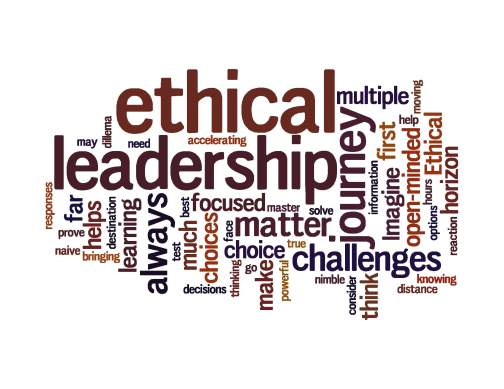 ethical
multiple
moving
dilema
may
need
accelerating
leadership
journey
first
help
Ethical
information
Imagine
open-minded
hours
options
horizon
reaction
responses
far
prove
naive
helps
bringing
destination
learning
always
test
best
much
choices
focused
master
solve
face
matter
choice
true
challenges
decisions
thinking
go
make
powerful
nimble
consider
think
knowing
distance